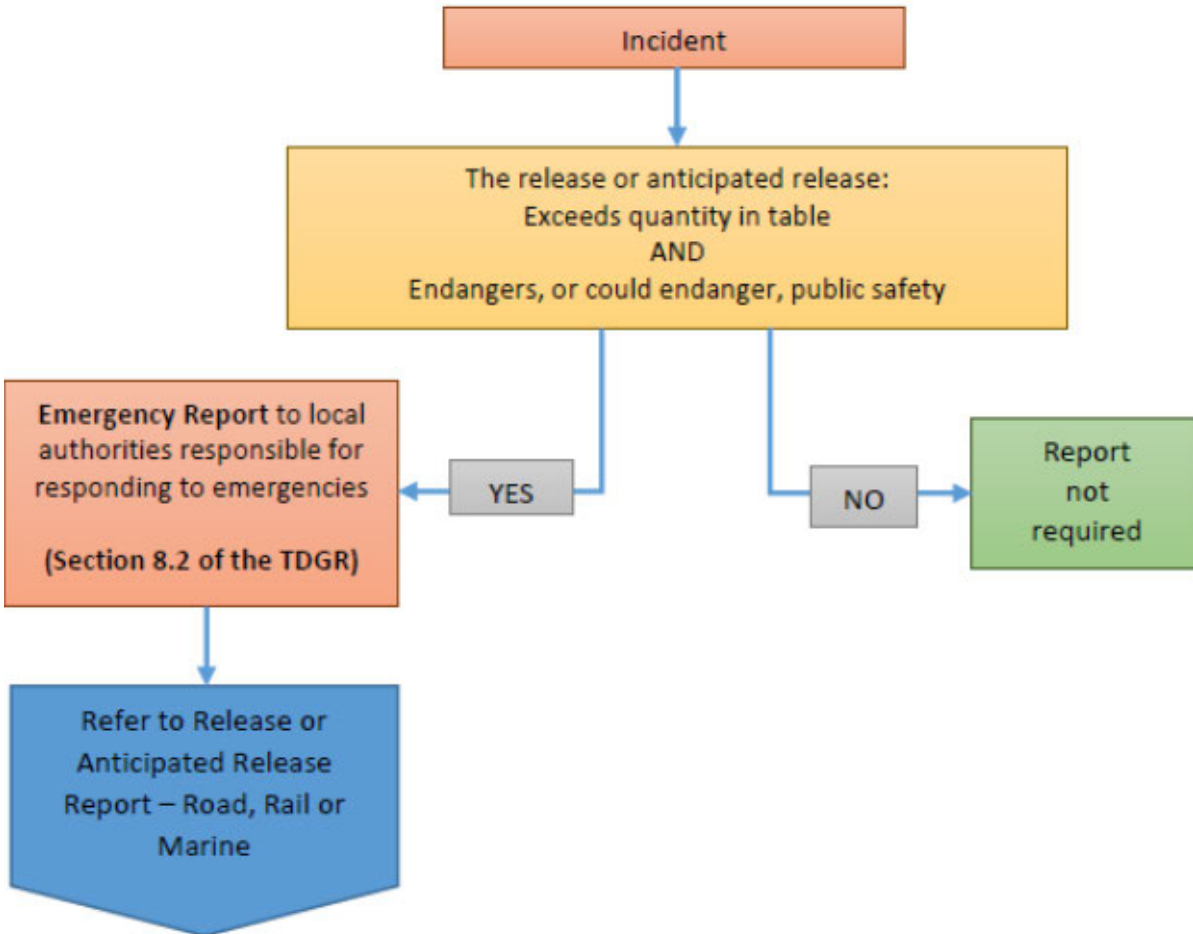 Incident
The release or anticipated release:
Exceeds quantity in table
AND
Endangers, or could endanger, public safety
Emergency Report to local
authorities responsible for
responding to emergencies
(Section 8.2 of the TDGR)
YES
NO
Report
not
required
Refer to Release or
Anticipated Release
Report – Road, Rail or
Marine